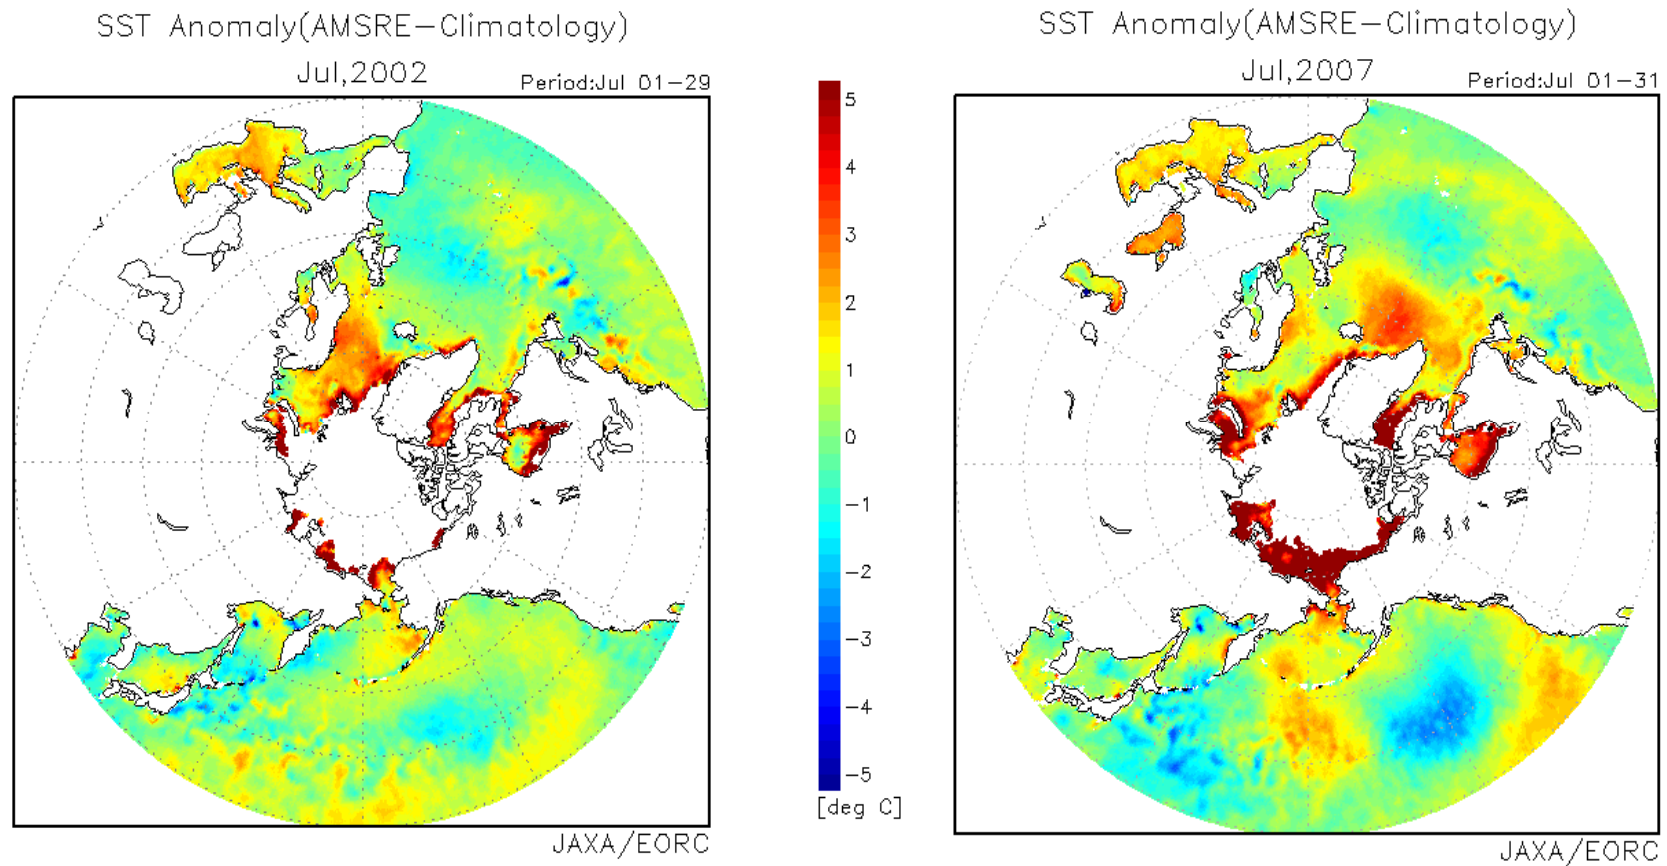 SST Anomaly(AMSRE-Climatology)
Jul,2002
Period:Jul 01-29
JAXA/EORC
5
4
3
2
1
0
-1
-2
-3
-4
-5
[deg C]
SST Anomaly(AMSRE-Climatology)
Jul,2007
Period:Jul 01-31
JAXA/EORC